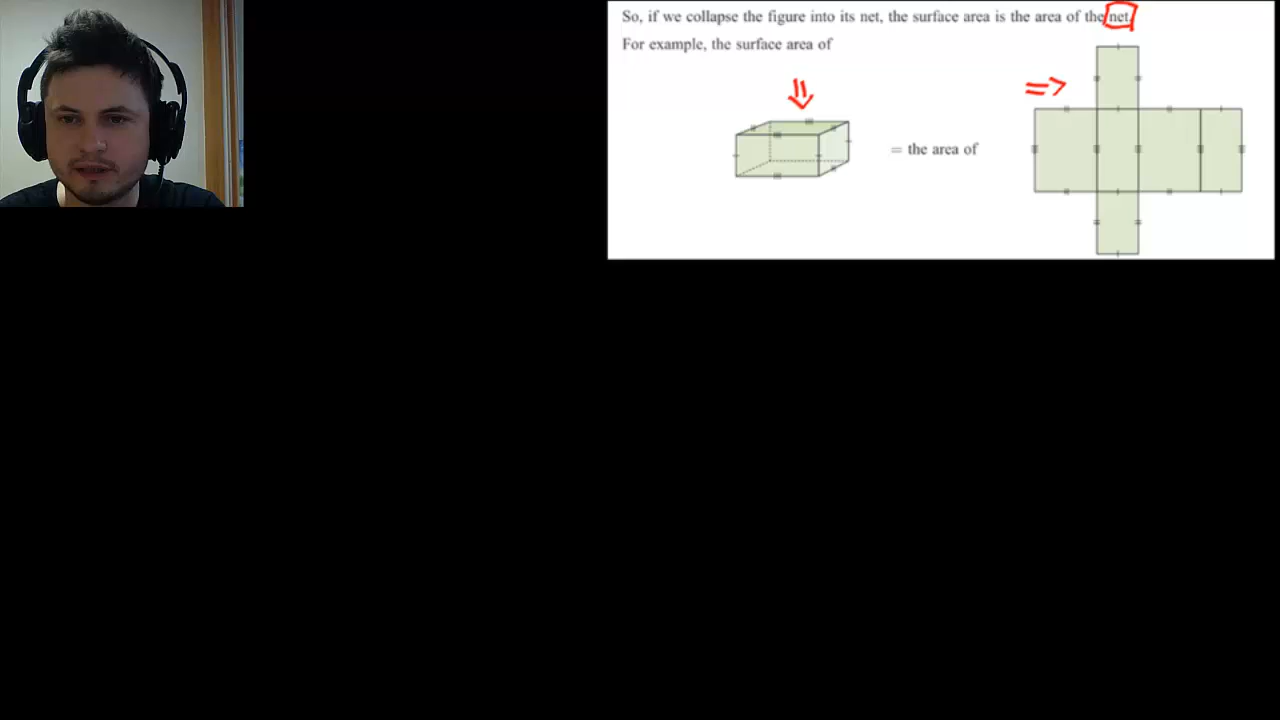 So, if we collapse the figure into its net, the surface area is the area of the net.
For example, the surface area of
= the area of